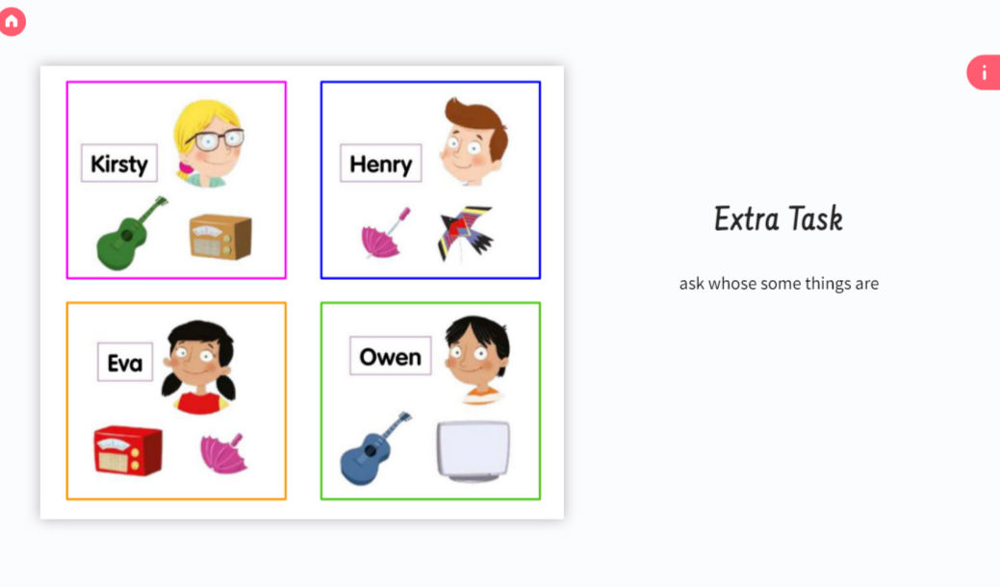 Kirsty
Henry
Eva
Owen
Extra Task
ask whose some things are
i